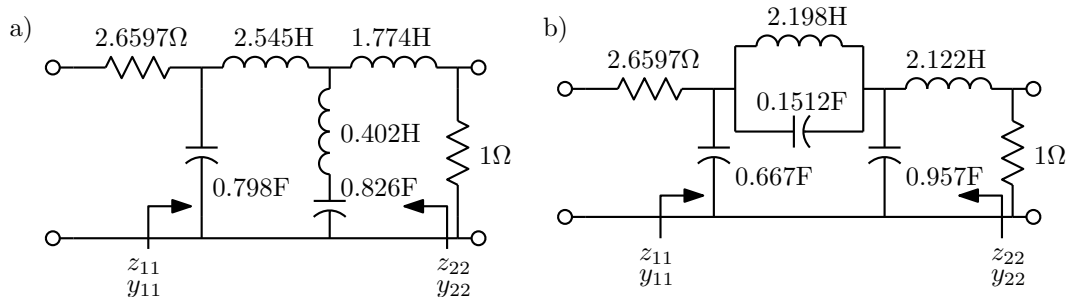 a)
2.6597Ω
2.545H
1.774H
0.402H
1Ω
0.798F
0.826F
z11
y11
z22
y22
b)
2.198H
2.6597Ω
2.122H
0.1512F
1Ω
0.667F
0.957F
z11
y11
z22
y22